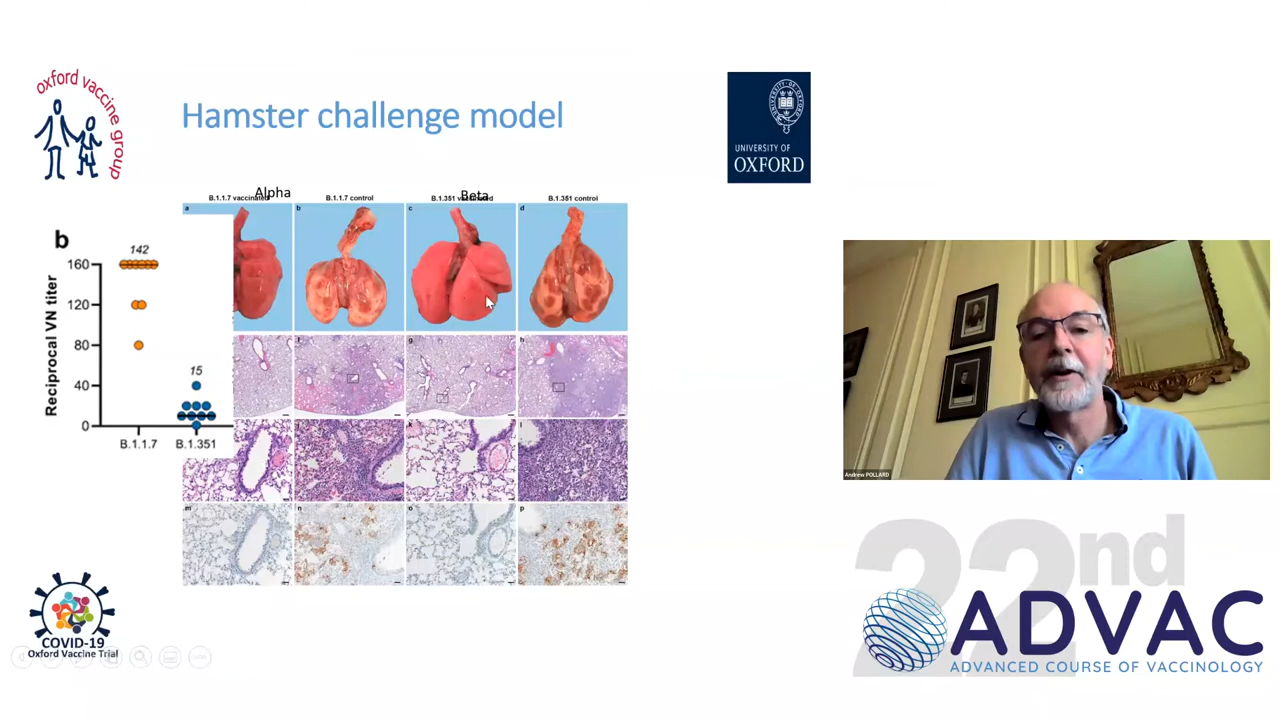 oxford vaccine group
Hamster challenge model
UNIVERSITY OF
OXFORD
Alpha
Beta
B.1.1.7 vaccinated
B.1.1.7 control
B.1.351 vaccinated
B.1.351 control
a
b
c
d
b
142
160
120
80
40
0
15
Reciprocal VN titer
B.1.1.7
B.1.351
f
g
h
j
k
l
m
n
o
p
Andrew POLLARD
COVID-19
Oxford Vaccine Trial
22nd
ADVAC
ADVANCED COURSE OF VACCINOLOGY